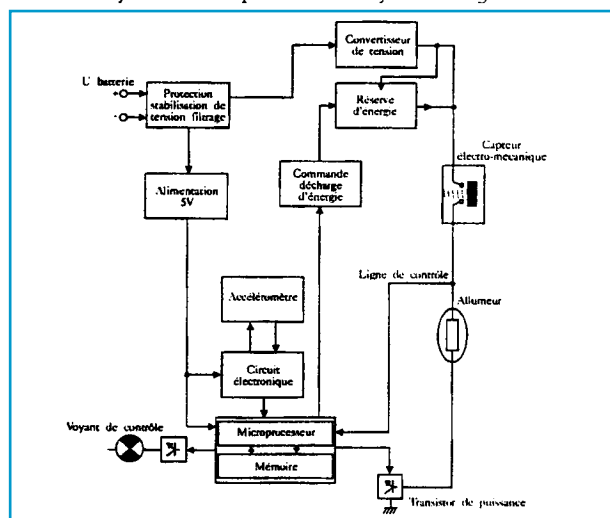 Convertisseur
de tension
U batterie
+
-
Protection
stabilisation de
tension filtrage
Réserve
d'énergie
Capteur
électro-mécanique
Alimentation
5V
Commande
décharge
d'énergie
Ligne de contrôle
Allumeur
Accéléromètre
Circuit
électronique
Voyant de contrôle
Microprocesseur
Mémoire
Transistor de puissance